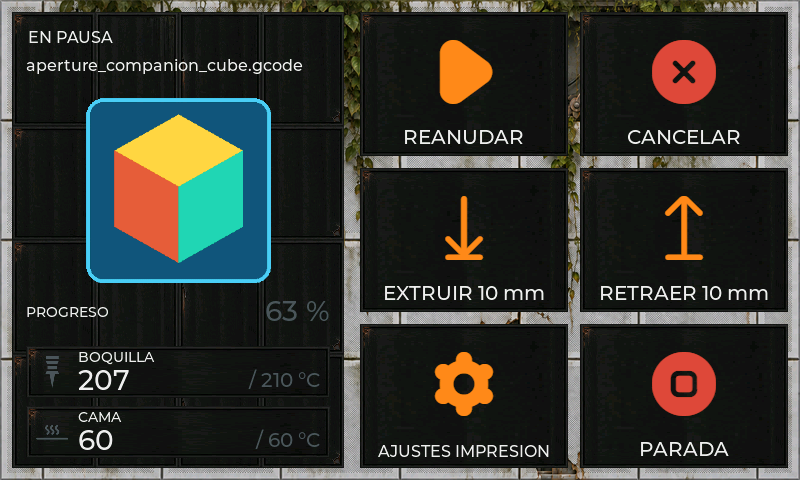 EN PAUSA
aperture_companion_cube.gcode
PROGRESO
63 %
BOQUILLA
207
/ 210 °C
CAMA
60
/ 60 °C
REANUDAR
CANCELAR
EXTRUIR 10 mm
RETRAER 10 mm
AJUSTES IMPRESION
PARADA